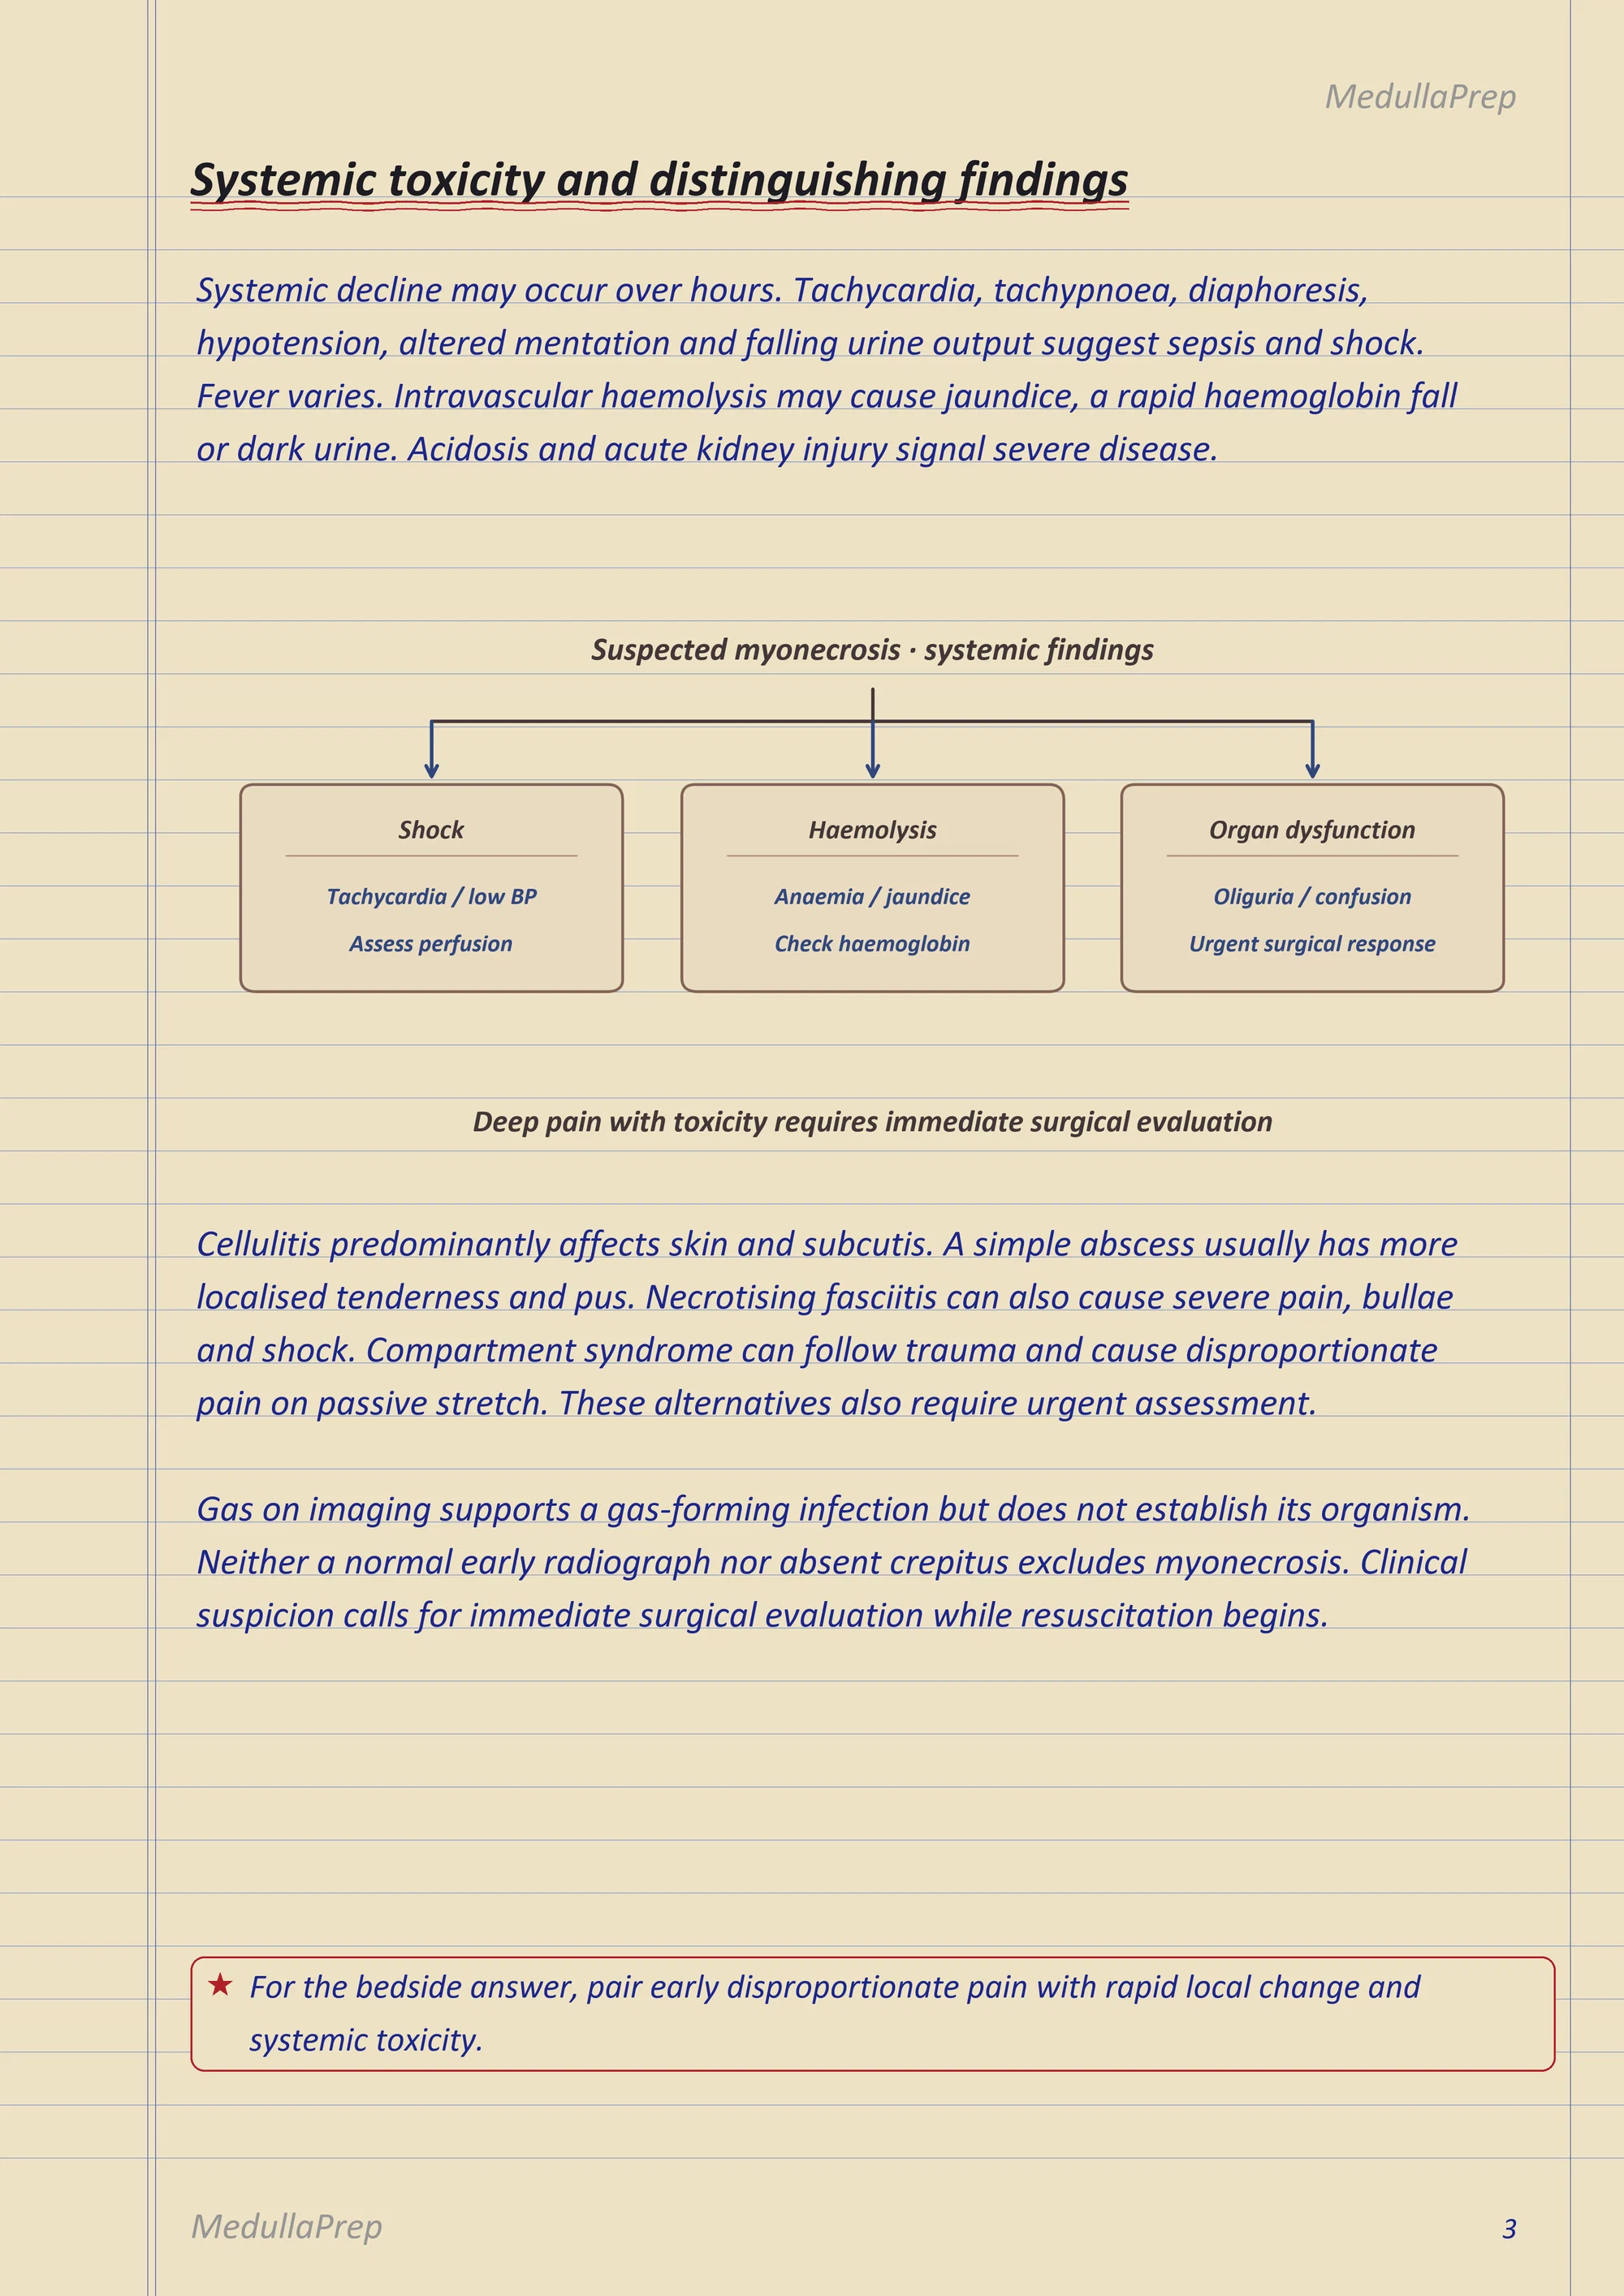 MedullaPrep
Systemic toxicity and distinguishing findings
Systemic decline may occur over hours. Tachycardia, tachypnoea, diaphoresis,
hypotension, altered mentation and falling urine output suggest sepsis and shock.
Fever varies. Intravascular haemolysis may cause jaundice, a rapid haemoglobin fall
or dark urine. Acidosis and acute kidney injury signal severe disease.
Suspected myonecrosis · systemic findings
Shock
Tachycardia / low BP
Assess perfusion
Haemolysis
Anaemia / jaundice
Check haemoglobin
Organ dysfunction
Oliguria / confusion
Urgent surgical response
Deep pain with toxicity requires immediate surgical evaluation
Cellulitis predominantly affects skin and subcutis. A simple abscess usually has more
localised tenderness and pus. Necrotising fasciitis can also cause severe pain, bullae
and shock. Compartment syndrome can follow trauma and cause disproportionate
pain on passive stretch. These alternatives also require urgent assessment.
Gas on imaging supports a gas-forming infection but does not establish its organism.
Neither a normal early radiograph nor absent crepitus excludes myonecrosis. Clinical
suspicion calls for immediate surgical evaluation while resuscitation begins.
★ For the bedside answer, pair early disproportionate pain with rapid local change and
systemic toxicity.
MedullaPrep
3